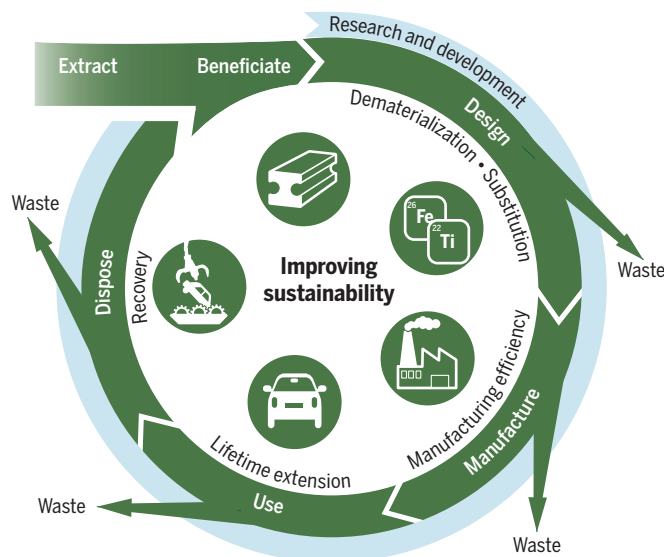 Extract
Beneficiate
Research and development
Design
Dematerialization • Substitution
Waste
26
Fe
22
Ti
Improving
sustainability
Waste
Dispose
Recovery
Manufacturing efficiency
Manufacture
Lifetime extension
Use
Waste
Waste